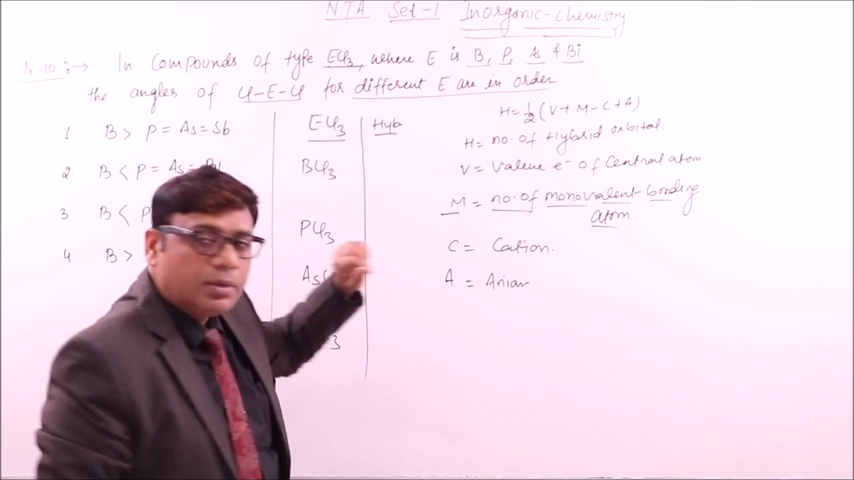 NTA Set-1 Inorganic-chemistry
Q-10 :→ In Compounds of type ECl3, where E is B, P, As & Bi
the angles of Cl-E-Cl for different E are in order
1 B > P = As = Sb
2 B < P = As =
3 B < P
4 B >
ECl3 Hyb
BCl3
PCl3
As
3
H = 1/2 (V + M - C + A)
H = no. of Hybrid orbital.
V = Valence e- of Central atom
M = no. of monovalent bonding
atom.
C = Cation.
A = Anion